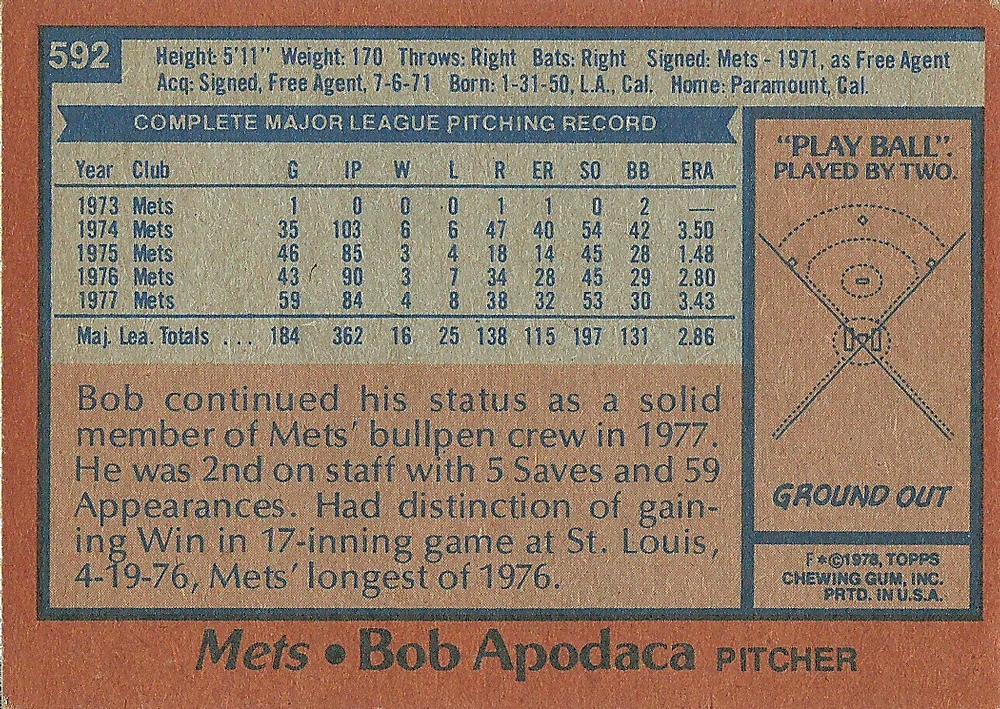 592
Height: 5'11" Weight: 170 Throws: Right Bats: Right Signed: Mets - 1971, as Free Agent
Acq: Signed, Free Agent, 7-6-71 Born: 1-31-50, L.A., Cal. Home: Paramount, Cal.
COMPLETE MAJOR LEAGUE PITCHING RECORD
Year Club G IP W L R ER SO BB ERA
1973 Mets 1 0 0 0 1 1 0 2 —
1974 Mets 35 103 6 6 47 40 54 42 3.50
1975 Mets 46 85 3 4 18 14 45 28 1.48
1976 Mets 43 90 3 7 34 28 45 29 2.80
1977 Mets 59 84 4 8 38 32 53 30 3.43
Maj. Lea. Totals . . . 184 362 16 25 138 115 197 131 2.86
Bob continued his status as a solid
member of Mets' bullpen crew in 1977.
He was 2nd on staff with 5 Saves and 59
Appearances. Had distinction of gain-
ing Win in 17-inning game at St. Louis,
4-19-76, Mets' longest of 1976.
"PLAY BALL".
PLAYED BY TWO.
GROUND OUT
F*©1978, TOPPS
CHEWING GUM, INC.
PRTD. IN U.S.A.
Mets • Bob Apodaca PITCHER